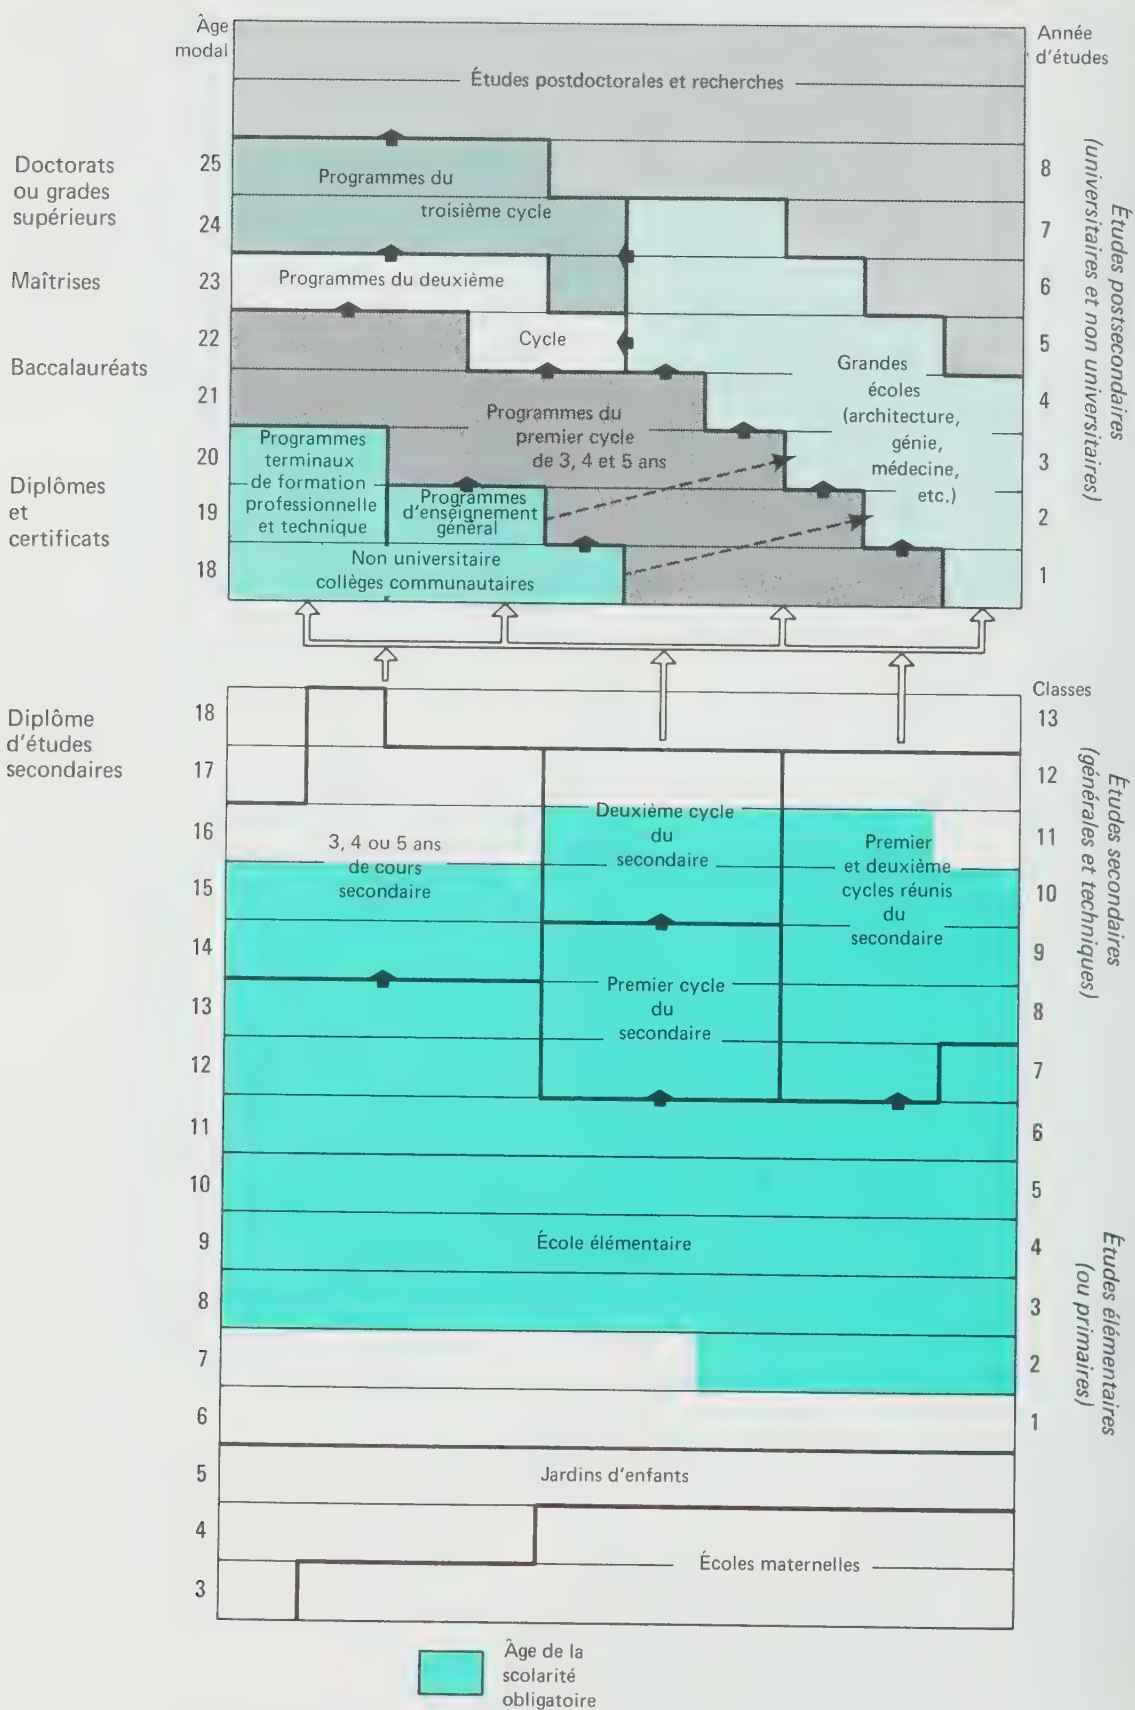 Âge
modal
Année
d'études
Études postdoctorales et recherches
Doctorats
ou grades
supérieurs
25
Programmes du
8
24
troisième cycle
7
Maîtrises
23
Programmes du deuxième
6
22
Cycle
5
Baccalauréats
21
4
Grandes
écoles
(architecture,
génie,
médecine,
etc.)
Programmes du
premier cycle
de 3, 4 et 5 ans
20
Programmes
terminaux
de formation
professionnelle
et technique
3
Diplômes
et
certificats
19
Programmes
d'enseignement
général
2
18
Non universitaire
collèges communautaires
1
Études postsecondaires
(universitaires et non universitaires)
Classes
Diplôme
d'études
secondaires
18
13
17
12
16
11
15
10
14
9
13
8
12
7
3, 4 ou 5 ans
de cours
secondaire
Deuxième cycle
du
secondaire
Premier
et deuxième
cycles réunis
du
secondaire
Premier cycle
du
secondaire
Études secondaires
(générales et techniques)
11
6
10
5
9
École élémentaire
4
8
3
7
2
6
1
Études élémentaires
(ou primaires)
5
Jardins d'enfants
4
Écoles maternelles
3
Âge de la
scolarité
obligatoire